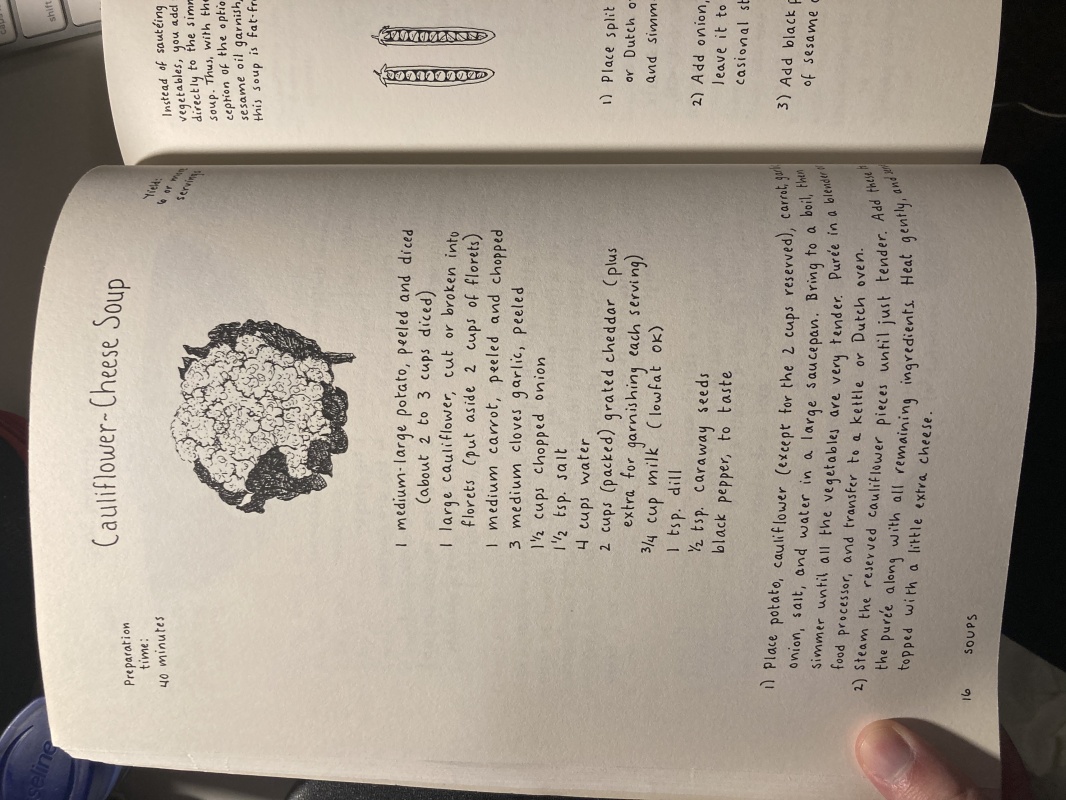 Cauliflower-Cheese Soup
Preparation
time:
40 minutes
Yield:
6 or more
servings
1 medium-large potato, peeled and diced
(about 2 to 3 cups diced)
1 large cauliflower, cut or broken into
florets (put aside 2 cups of florets)
1 medium carrot, peeled and chopped
3 medium cloves garlic, peeled
1½ cups chopped onion
1½ tsp. salt
4 cups water
2 cups (packed) grated cheddar (plus
extra for garnishing each serving)
3/4 cup milk (lowfat OK)
1 tsp. dill
½ tsp. caraway seeds
black pepper, to taste
1) Place potato, cauliflower (except for the 2 cups reserved), carrot,
onion, salt, and water in a large saucepan. Bring to a boil, then
simmer until all the vegetables are very tender. Purée in a blender
food processor, and transfer to a kettle or Dutch oven.
2) Steam the reserved cauliflower pieces until just tender. Add these
the purée along with all remaining ingredients. Heat gently, and
topped with a little extra cheese.
16 SOUPS
Instead of sautéing
vegetables, you add
directly to the simm
soup. Thus, with the
ception of the optio
sesame oil garnish,
this soup is fat-fr
1) Place split
or Dutch o
and simm
2) Add onion,
leave it to
casional st
3) Add black p
of sesame o
shift
caps
seline